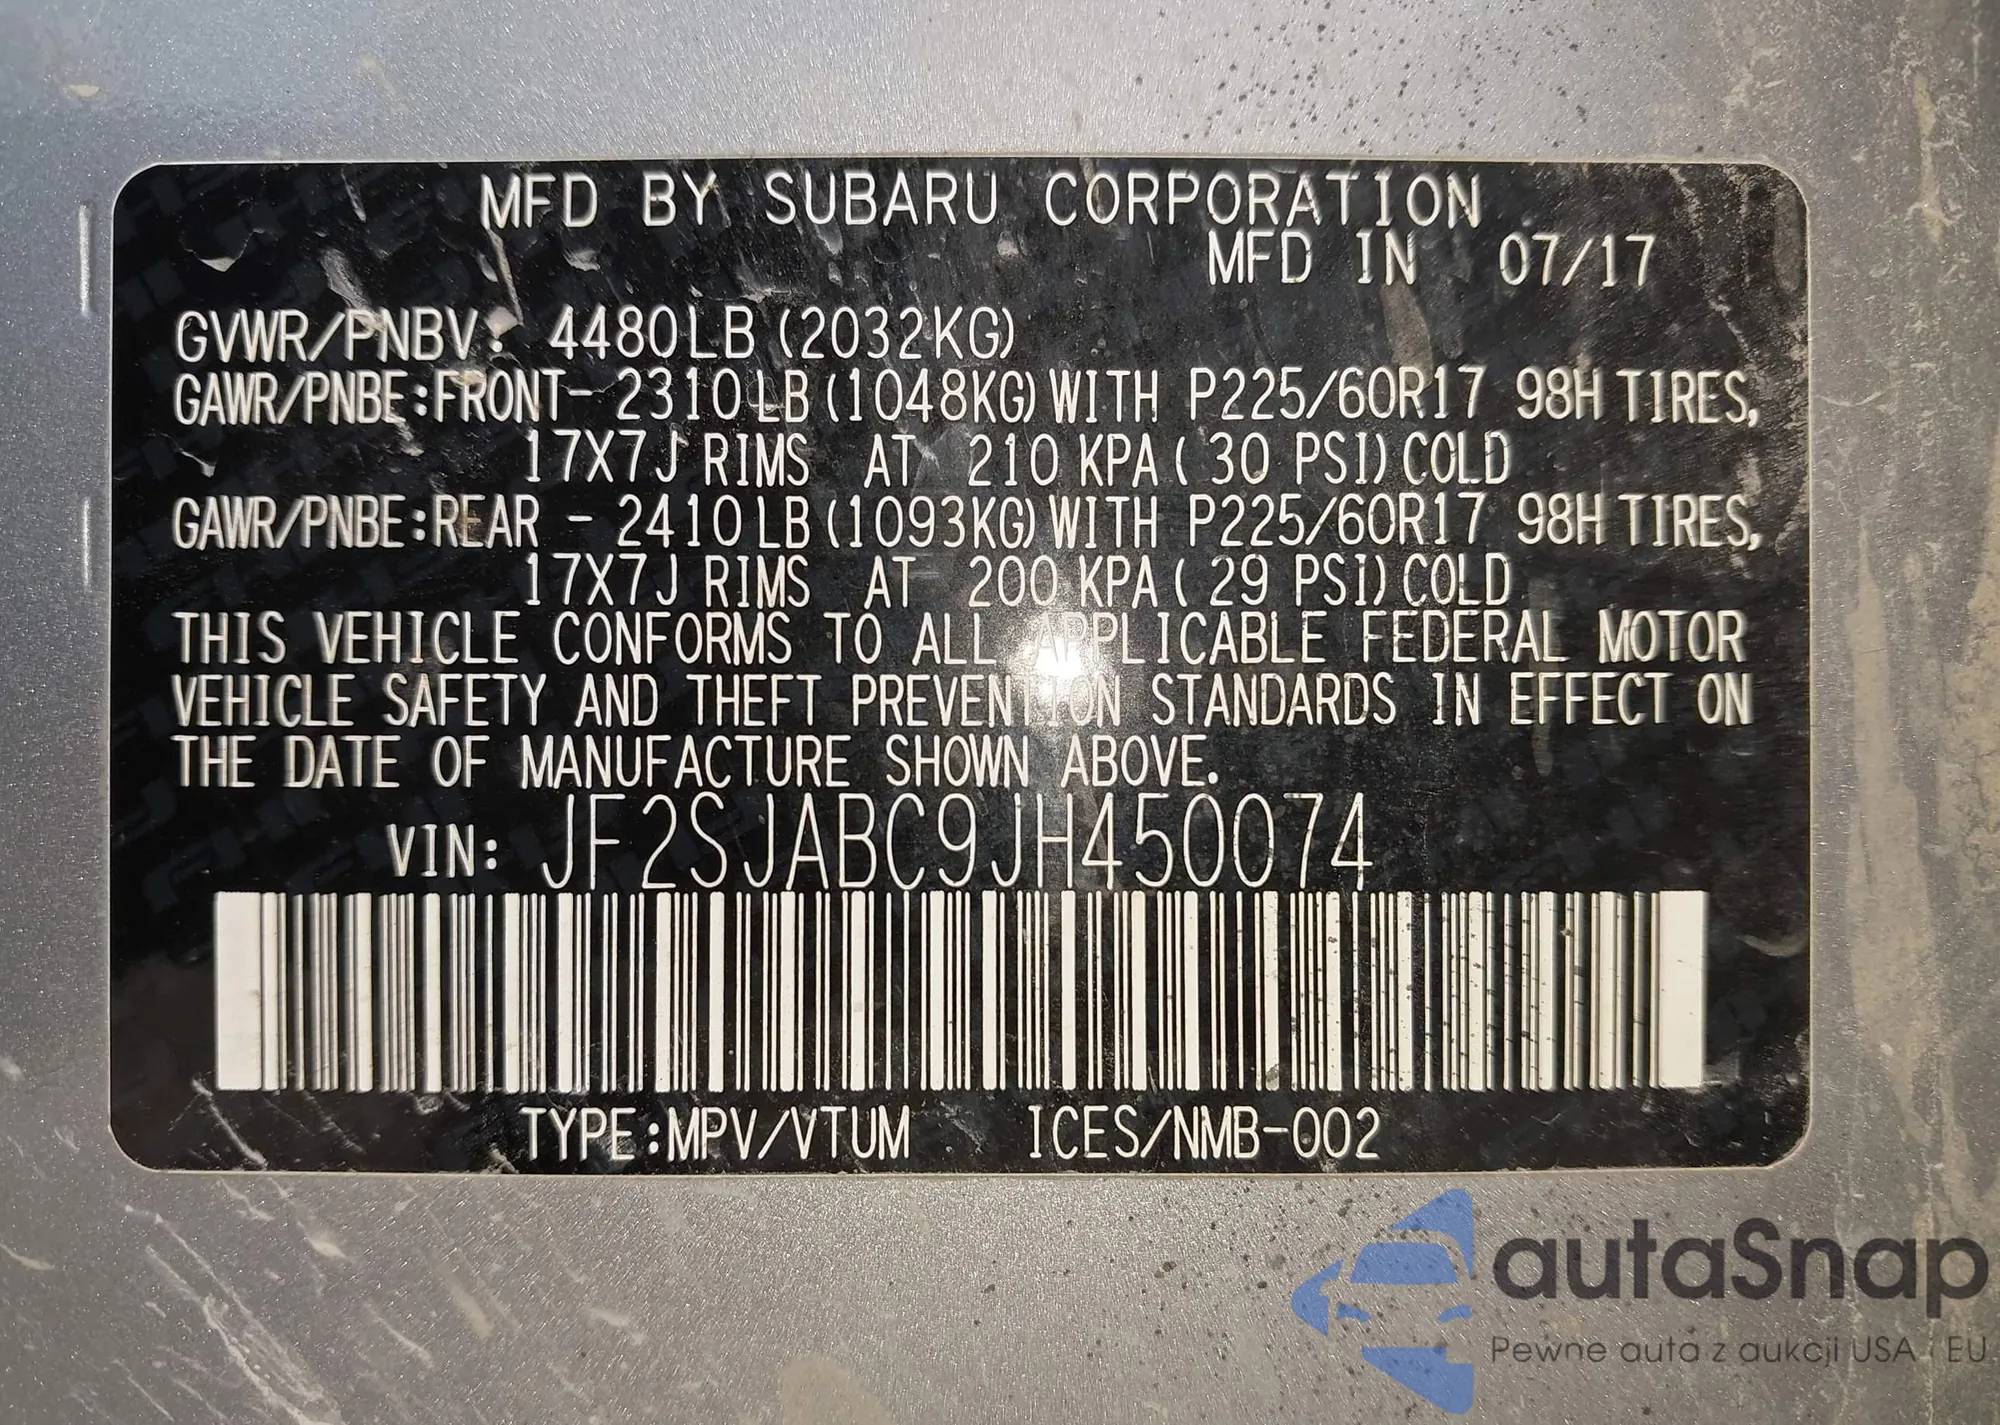 MFD BY SUBARU CORPORATION
MFD IN 07/17
GVWR/PNBV: 4480LB (2032KG)
GAWR/PNBE:FRONT- 2310LB(1048KG)WITH P225/60R17 98H TIRES,
17X7J RIMS AT 210 KPA( 30 PSI)COLD
GAWR/PNBE:REAR - 2410LB(1093KG)WITH P225/60R17 98H TIRES,
17X7J RIMS AT 200 KPA( 29 PSI)COLD
THIS VEHICLE CONFORMS TO ALL APPLICABLE FEDERAL MOTOR
VEHICLE SAFETY AND THEFT PREVENTION STANDARDS IN EFFECT ON
THE DATE OF MANUFACTURE SHOWN ABOVE.
VIN: JF2SJABC9JH450074
TYPE:MPV/VTUM ICES/NMB-002
autaSnap
Pewne auta z aukcji USA i EU